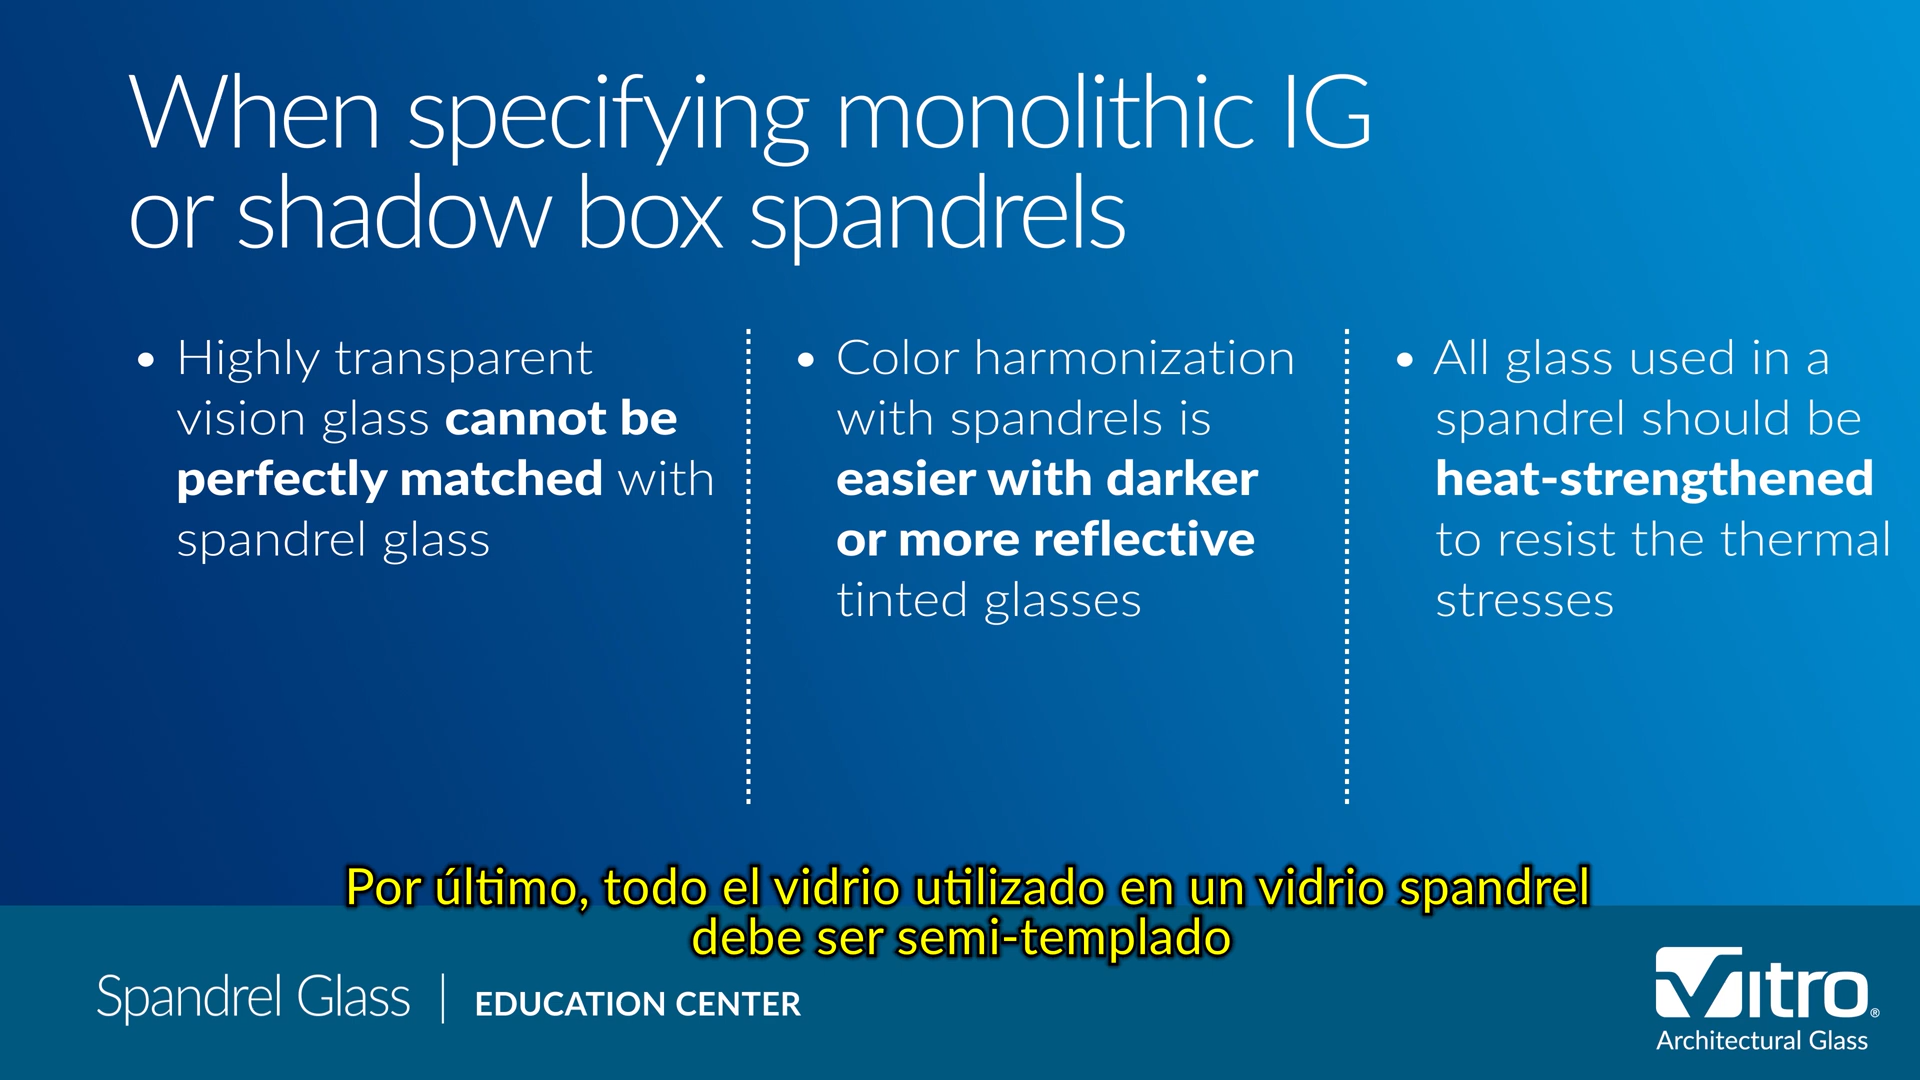 When specifying monolithic IG
or shadow box spandrels
• Highly transparent
vision glass cannot be
perfectly matched with
spandrel glass
• Color harmonization
with spandrels is
easier with darker
or more reflective
tinted glasses
• All glass used in a
spandrel should be
heat-strengthened
to resist the thermal
stresses
Por último, todo el vidrio utilizado en un vidrio spandrel
debe ser semi-templado
Spandrel Glass | EDUCATION CENTER
Vitro®
Architectural Glass